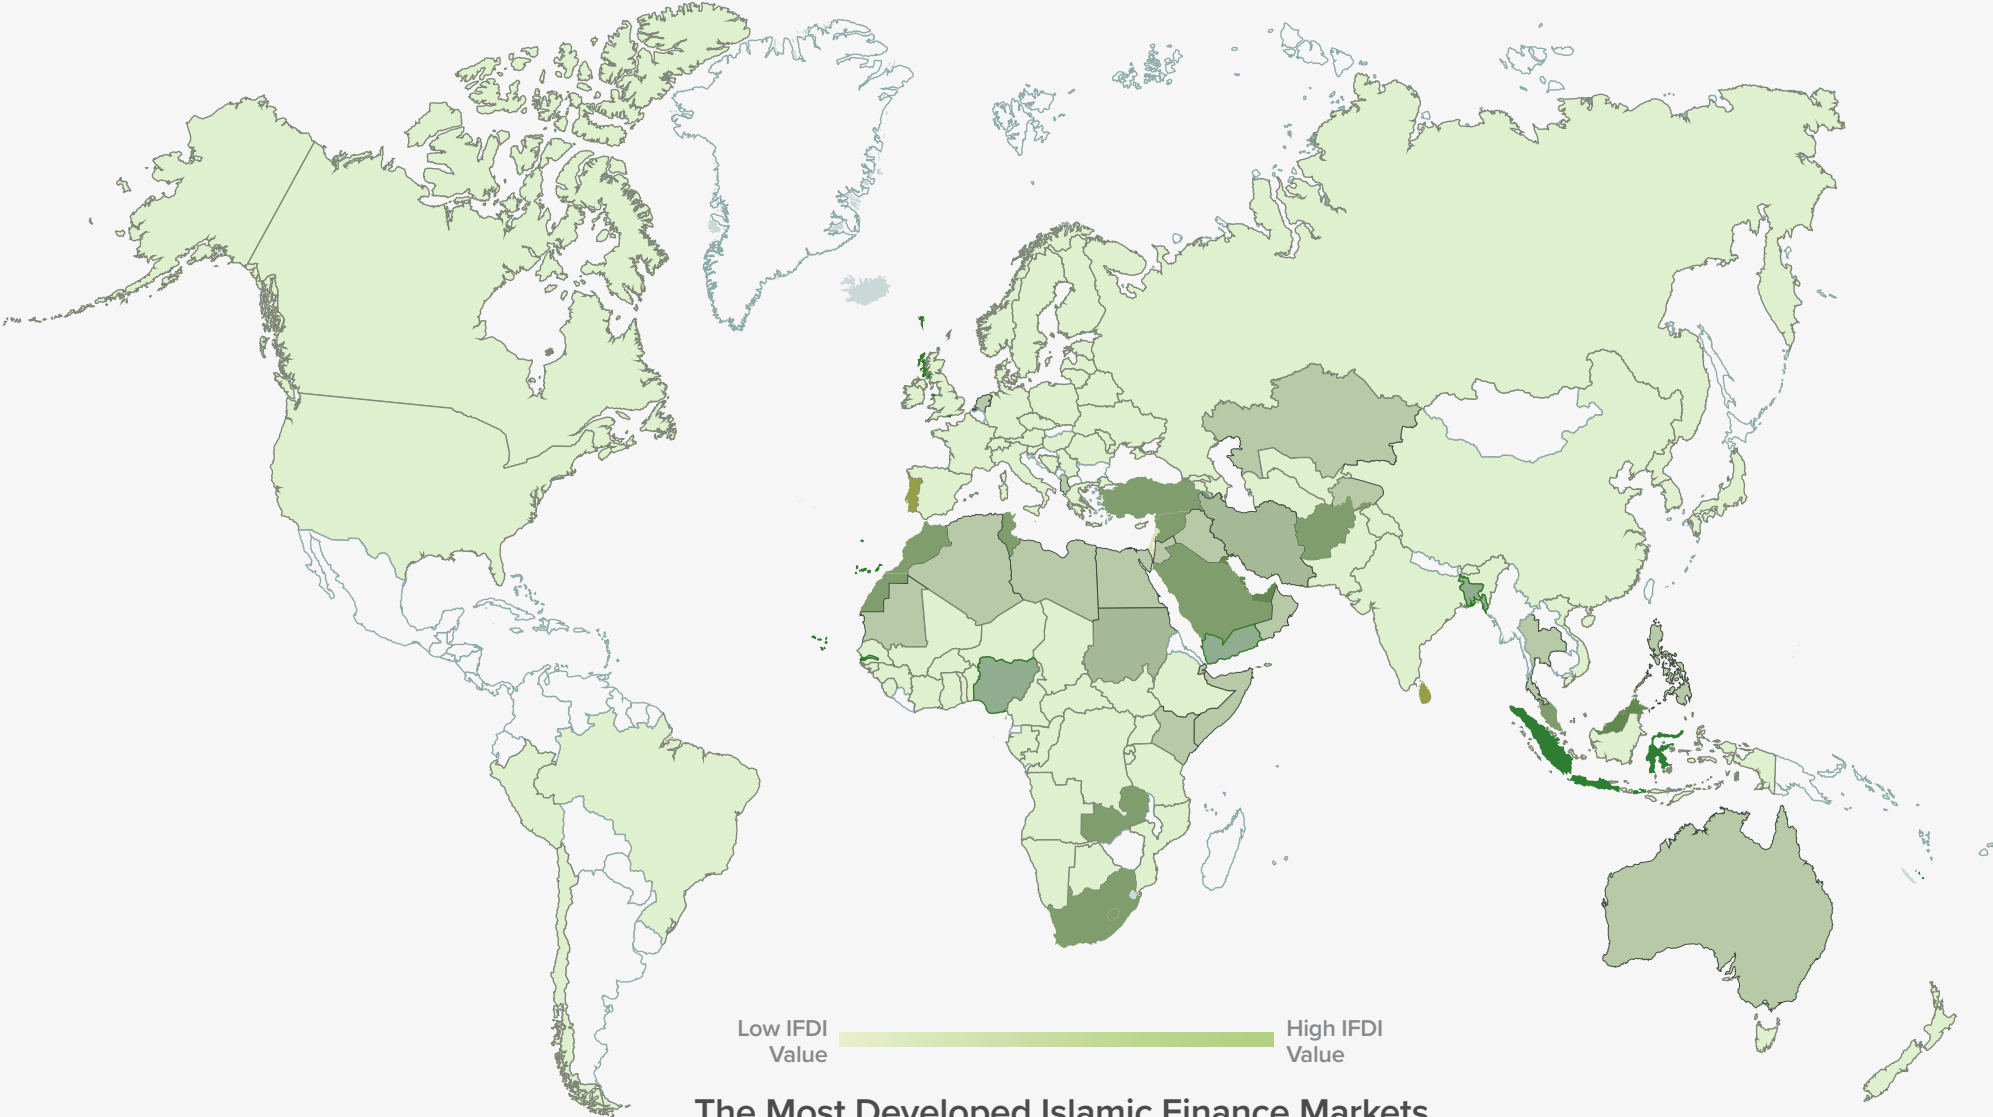 Low IFDI
Value
High IFDI
Value
The Most Developed Islamic Finance Markets